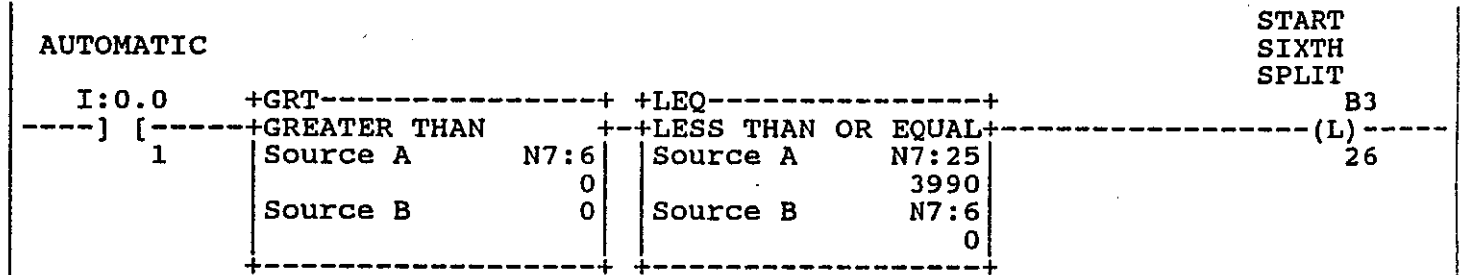 START
AUTOMATIC SIXTH
SPLIT
I:0.0 +GRT---------------+ +LEQ---------------+ B3
----] [-----+GREATER THAN +-+LESS THAN OR EQUAL+-----------------(L)-----
1 |Source A N7:6| |Source A N7:25| 26
| 0| | 3990|
|Source B 0| |Source B N7:6|
| | | 0|
+------------------+ +------------------+